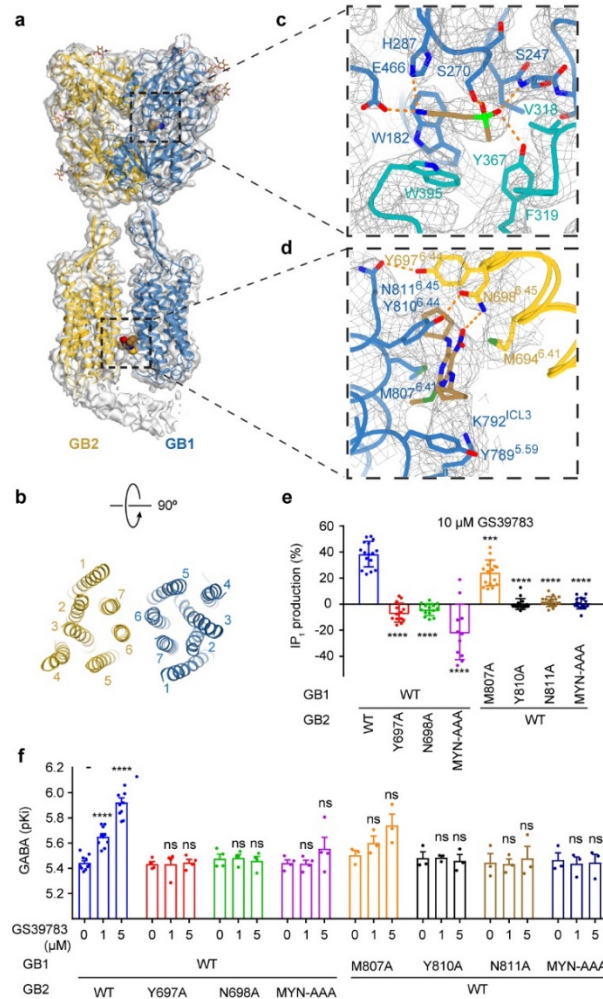 a
GB2
GB1
c
H287
E466
S270
S247
V318
W182
Y367
W395
F319
d
Y697^6.44
N811^6.45
Y810^6.44
N698^6.45
M694^6.41
M807^6.41
K792^ICL3
Y789^5.59
b
90º
1
2
7
3
6
4
5
5
4
6
3
2
7
1
e
10 µM GS39783
IP₁ production (%)
60
40
20
0
-20
-40
***
**** **** ****
**** ****
****
GB1 WT M807A Y810A N811A MYN-AAA
GB2 WT Y697A N698A MYN-AAA WT
f
GABA (pKi)
6.2
6.0
5.8
5.6
5.4
5.2
-
****
****
ns ns ns ns ns ns ns ns ns ns ns ns ns ns
GS39783 0 1 5 0 1 5 0 1 5 0 1 5 0 1 5 0 1 5 0 1 5 0 1 5
(µM)
GB1 WT M807A Y810A N811A MYN-AAA
GB2 WT Y697A N698A MYN-AAA WT